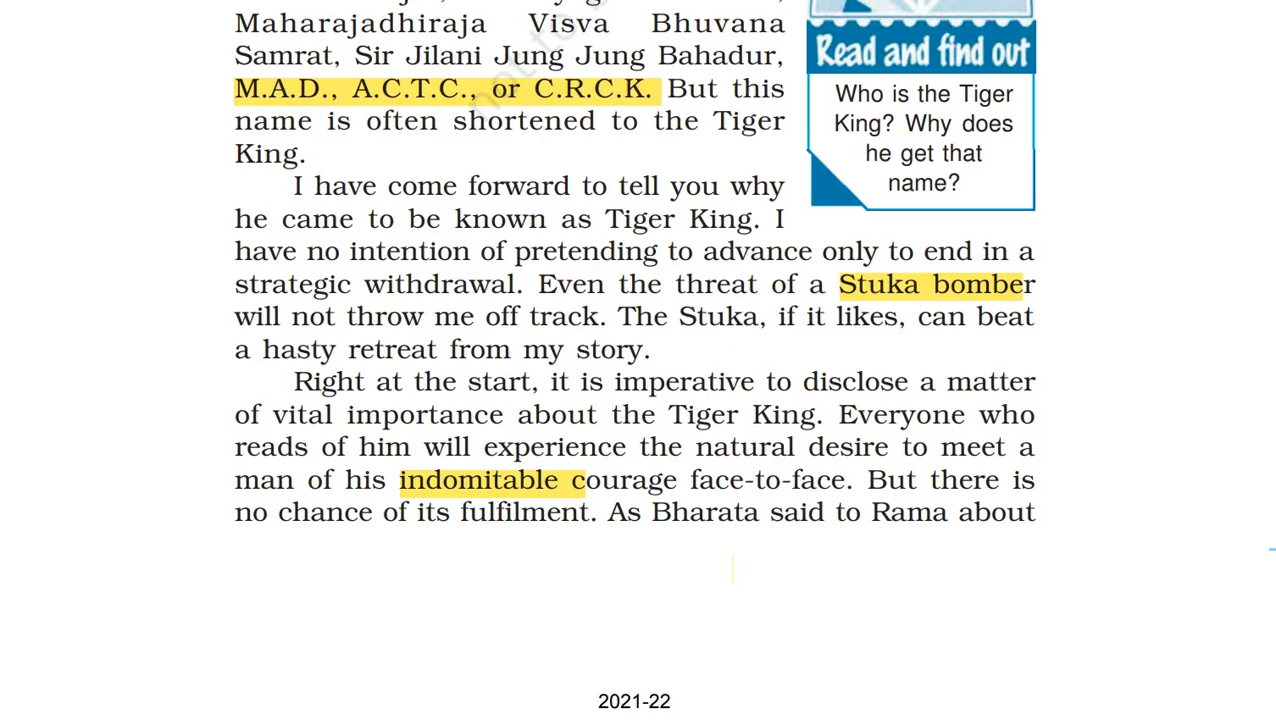 Maharajadhiraja Visva Bhuvana
Samrat, Sir Jilani Jung Jung Bahadur,
M.A.D., A.C.T.C., or C.R.C.K. But this
name is often shortened to the Tiger
King.
I have come forward to tell you why
he came to be known as Tiger King. I
have no intention of pretending to advance only to end in a
strategic withdrawal. Even the threat of a Stuka bomber
will not throw me off track. The Stuka, if it likes, can beat
a hasty retreat from my story.
Right at the start, it is imperative to disclose a matter
of vital importance about the Tiger King. Everyone who
reads of him will experience the natural desire to meet a
man of his indomitable courage face-to-face. But there is
no chance of its fulfilment. As Bharata said to Rama about
Read and find out
Who is the Tiger
King? Why does
he get that
name?
not to
2021-22